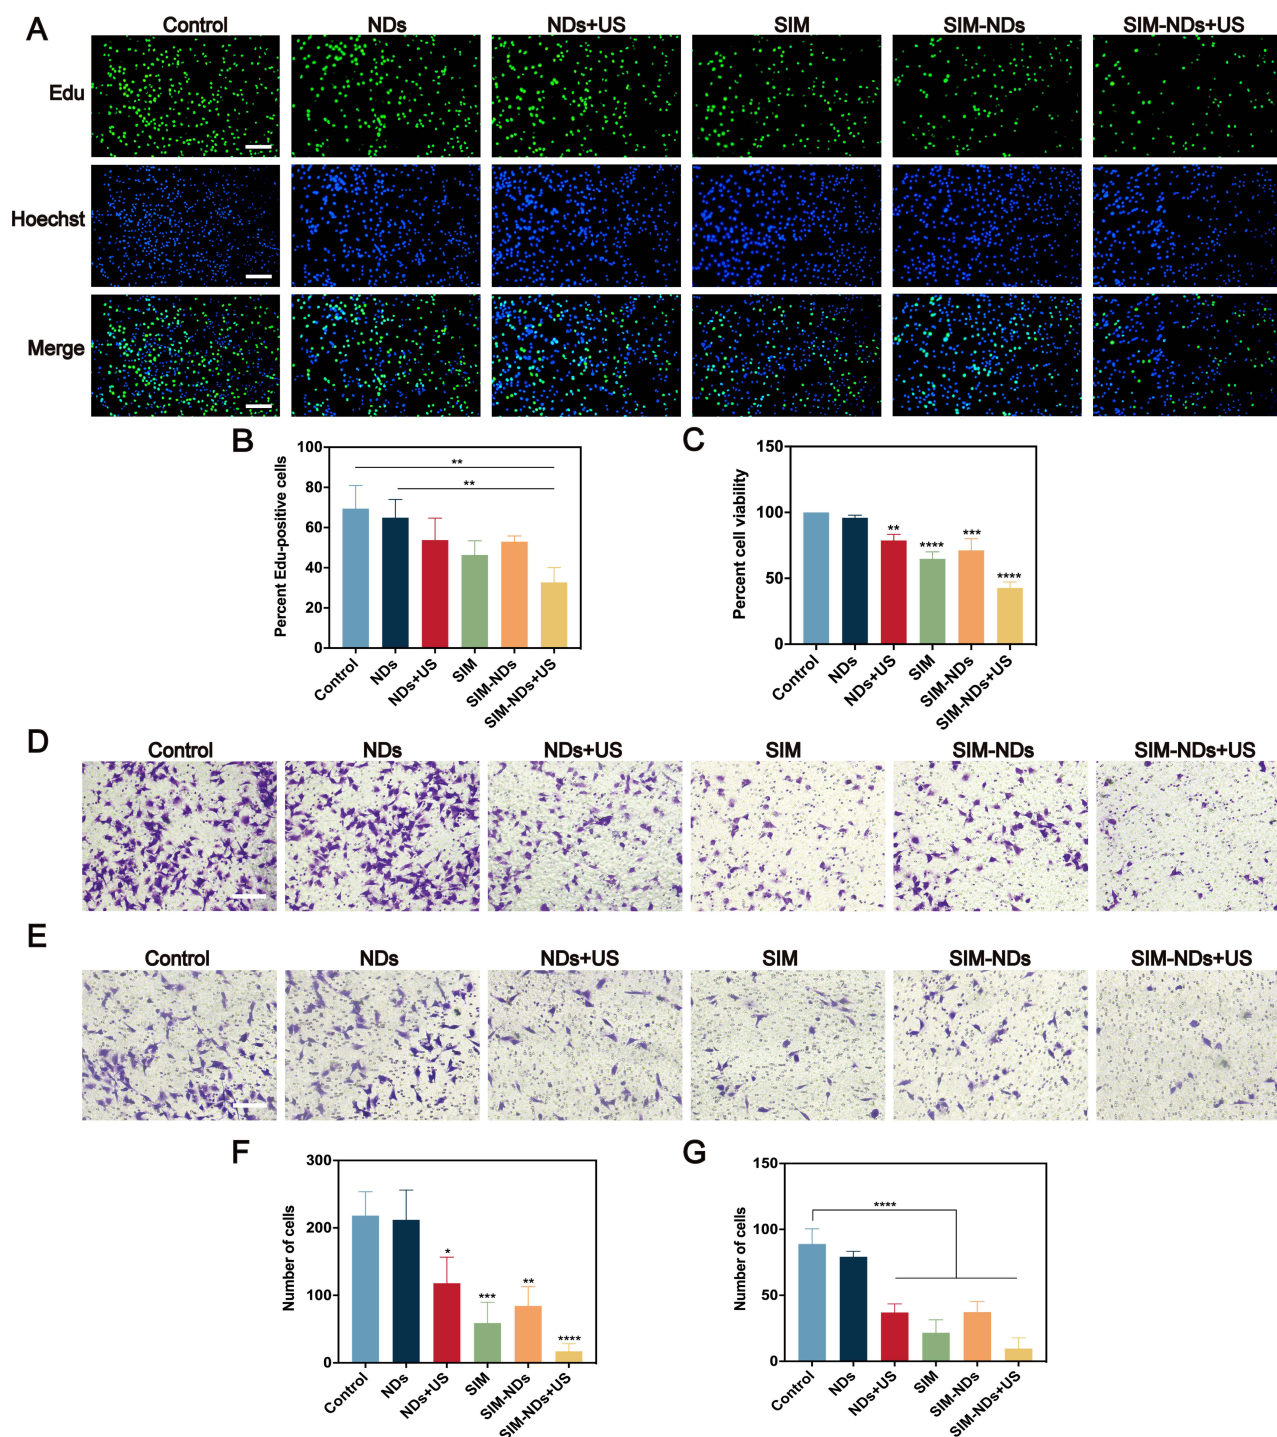 A
Control NDs NDs+US SIM SIM-NDs SIM-NDs+US
Edu
Hoechst
Merge
B
Percent Edu-positive cells
100
80
60
40
20
0
**
**
Control NDs NDs+US SIM SIM-NDs SIM-NDs+US
C
Percent cell viability
150
100
50
0
** **** *** ****
Control NDs NDs+US SIM SIM-NDs SIM-NDs+US
D
Control NDs NDs+US SIM SIM-NDs SIM-NDs+US
E
Control NDs NDs+US SIM SIM-NDs SIM-NDs+US
F
Number of cells
300
200
100
0
* *** ** ****
Control NDs NDs+US SIM SIM-NDs SIM-NDs+US
G
Number of cells
150
100
50
0
****
Control NDs NDs+US SIM SIM-NDs SIM-NDs+US